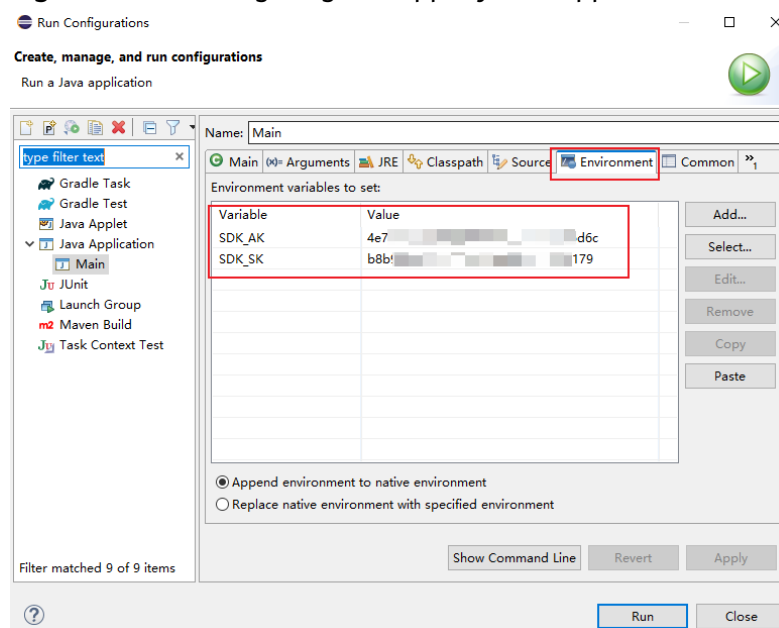 Run Configurations
Create, manage, and run configurations
Run a Java application
type filter text
Gradle Task
Gradle Test
Java Applet
Java Application
Main
JUnit
Launch Group
Maven Build
Task Context Test
Filter matched 9 of 9 items
Name: Main
Main Arguments JRE Classpath Source Environment Common »1
Environment variables to set:
Variable Value
SDK_AK 4e7 d6c
SDK_SK b8b 179
Add...
Select...
Edit...
Remove
Copy
Paste
Append environment to native environment
Replace native environment with specified environment
Show Command Line Revert Apply
Run Close